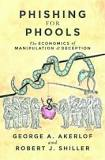 PHISHING
FOR
PHOOLS
THE ECONOMICS OF
MANIPULATION & DECEPTION
GEORGE A. AKERLOF
AND
ROBERT J. SHILLER